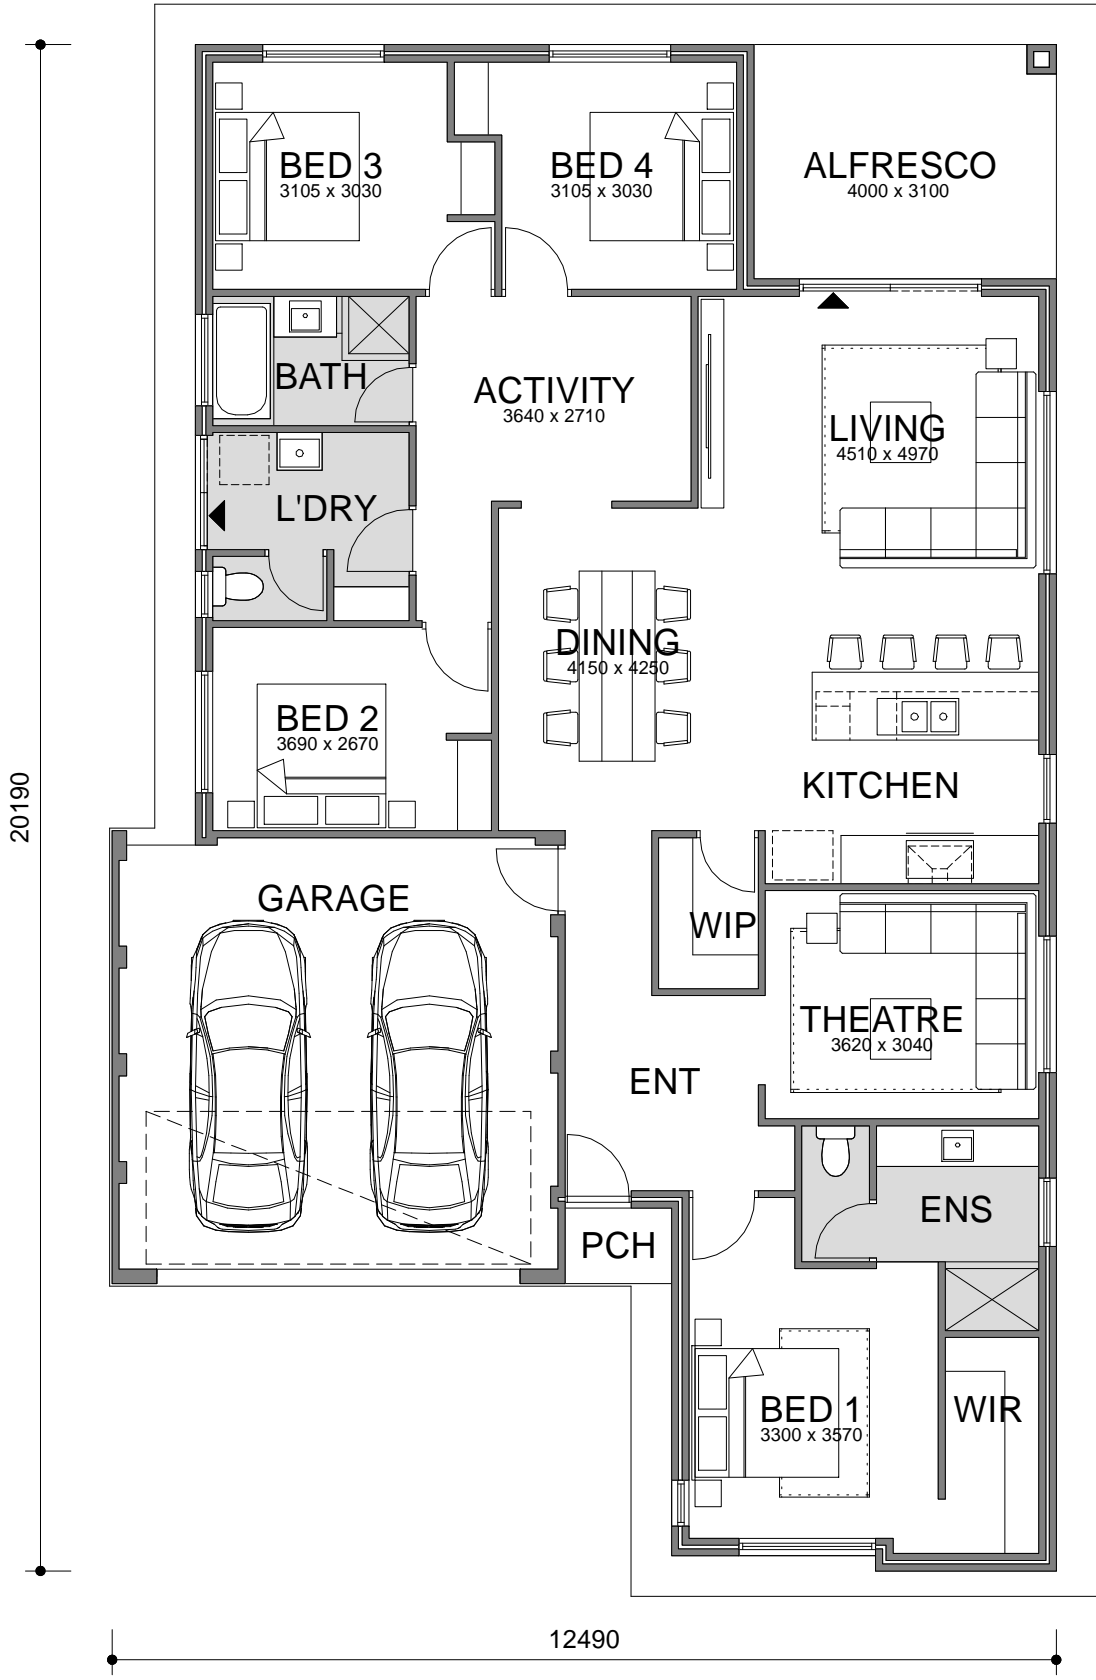 BED 3
3105 x 3030
BED 4
3105 x 3030
ALFRESCO
4000 x 3100
BATH
ACTIVITY
3640 x 2710
LIVING
4510 x 4970
L'DRY
DINING
4150 x 4250
BED 2
3690 x 2670
KITCHEN
20190
GARAGE
WIP
THEATRE
3620 x 3040
ENT
ENS
PCH
BED 1
3300 x 3570
WIR
12490